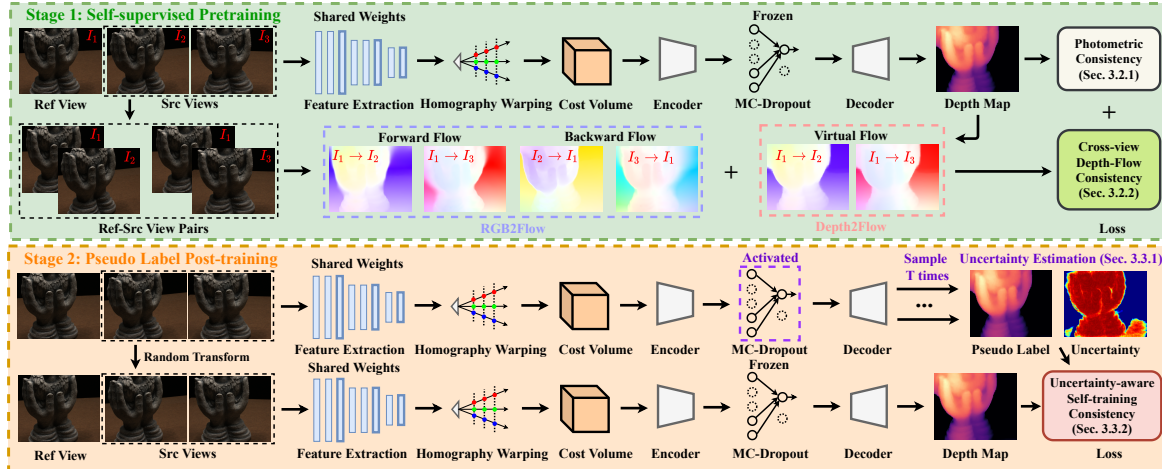 Stage 1: Self-supervised Pretraining
I1
I2
I3
Ref View
Src Views
Shared Weights
Feature Extraction
Homography Warping
Cost Volume
Encoder
Frozen
MC-Dropout
Decoder
Depth Map
Photometric
Consistency
(Sec. 3.2.1)
+
I1
I2
I1
I3
Ref-Src View Pairs
Forward Flow
Backward Flow
I1 → I2
I1 → I3
I2 → I1
I3 → I1
RGB2Flow
+
Virtual Flow
I1 → I2
I1 → I3
Depth2Flow
Cross-view
Depth-Flow
Consistency
(Sec. 3.2.2)
Loss
Stage 2: Pseudo Label Post-training
Shared Weights
Feature Extraction
Homography Warping
Cost Volume
Encoder
Activated
MC-Dropout
Decoder
Sample
T times
...
Uncertainty Estimation (Sec. 3.3.1)
Pseudo Label
Uncertainty
Random Transform
Ref View
Src Views
Shared Weights
Feature Extraction
Homography Warping
Cost Volume
Encoder
Frozen
MC-Dropout
Decoder
Depth Map
Uncertainty-aware
Self-training
Consistency
(Sec. 3.3.2)
Loss